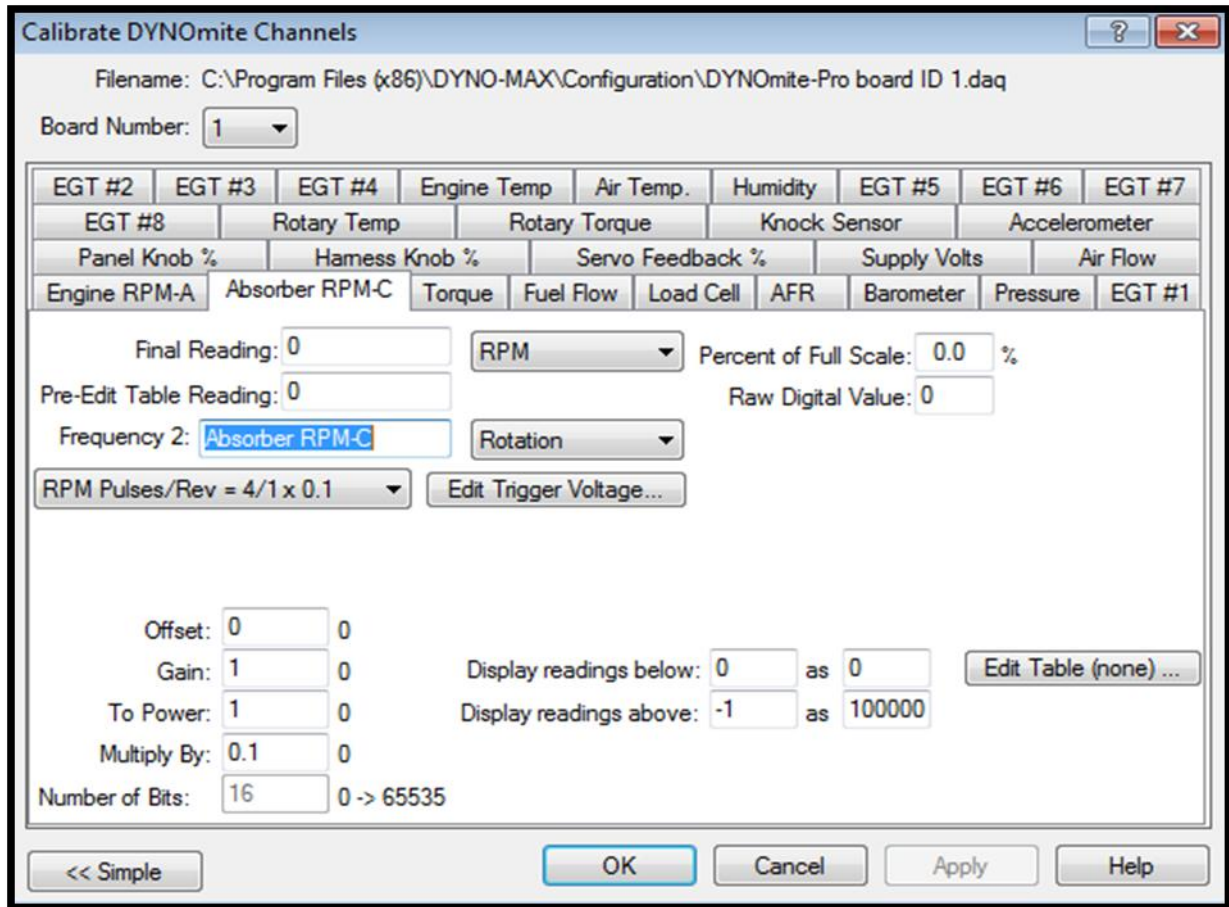 Calibrate DYNOmite Channels
Filename: C:\Program Files (x86)\DYNO-MAX\Configuration\DYNOmite-Pro board ID 1.daq
Board Number: 1
EGT #2 EGT #3 EGT #4 Engine Temp Air Temp. Humidity EGT #5 EGT #6 EGT #7
EGT #8 Rotary Temp Rotary Torque Knock Sensor Accelerometer
Panel Knob % Harness Knob % Servo Feedback % Supply Volts Air Flow
Engine RPM-A Absorber RPM-C Torque Fuel Flow Load Cell AFR Barometer Pressure EGT #1
Final Reading: 0 RPM Percent of Full Scale: 0.0 %
Pre-Edit Table Reading: 0 Raw Digital Value: 0
Frequency 2: Absorber RPM-C Rotation
RPM Pulses/Rev = 4/1 x 0.1 Edit Trigger Voltage...
Offset: 0 0
Gain: 1 0 Display readings below: 0 as 0 Edit Table (none) ...
To Power: 1 0 Display readings above: -1 as 100000
Multiply By: 0.1 0
Number of Bits: 16 0 -> 65535
<< Simple OK Cancel Apply Help